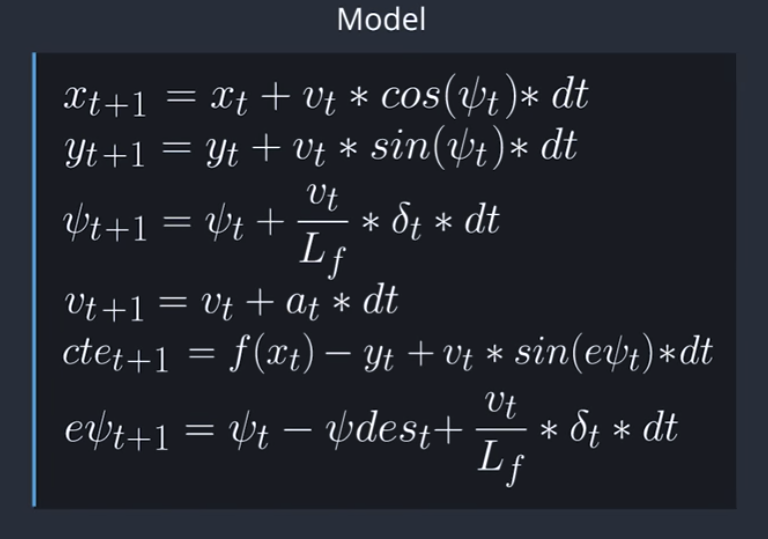 Model
x_{t+1} = x_t + v_t * cos(ψ_t) * dt
y_{t+1} = y_t + v_t * sin(ψ_t) * dt
ψ_{t+1} = ψ_t + \frac{v_t}{L_f} * δ_t * dt
v_{t+1} = v_t + a_t * dt
cte_{t+1} = f(x_t) − y_t + v_t * sin(eψ_t) * dt
eψ_{t+1} = ψ_t − ψdes_t + \frac{v_t}{L_f} * δ_t * dt